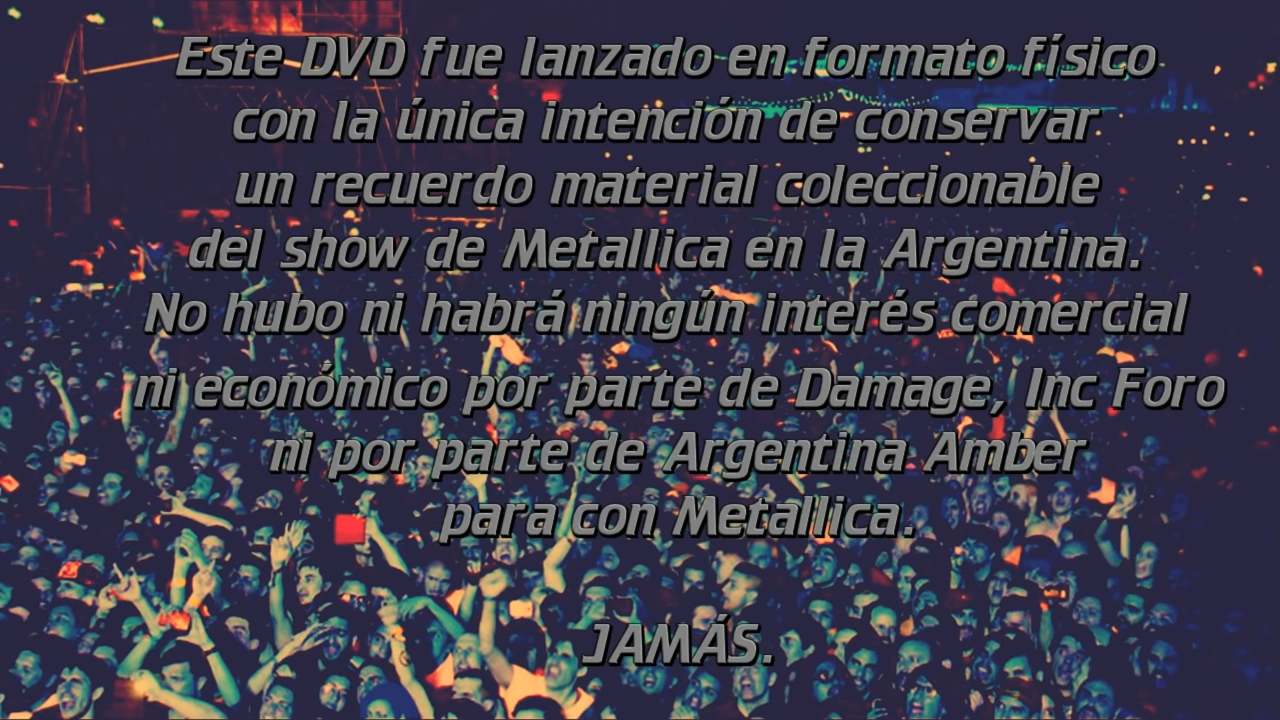 Este DVD fue lanzado en formato físico
con la única intención de conservar
un recuerdo material coleccionable
del show de Metallica en la Argentina.
No hubo ni habrá ningún interés comercial
ni económico por parte de Damage, Inc Foro
ni por parte de Argentina Amber
para con Metallica.
JAMÁS.